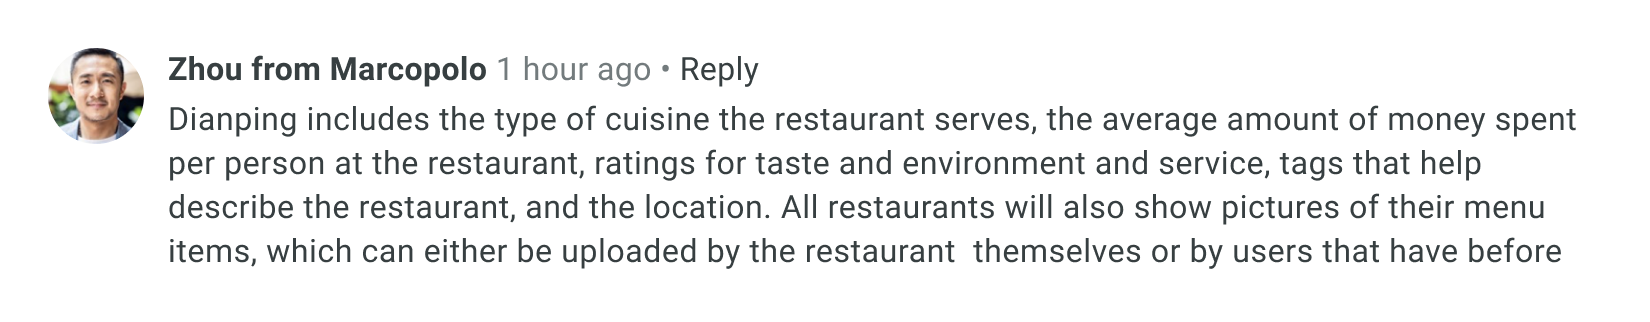 Zhou from Marcopolo 1 hour ago • Reply
Dianping includes the type of cuisine the restaurant serves, the average amount of money spent
per person at the restaurant, ratings for taste and environment and service, tags that help
describe the restaurant, and the location. All restaurants will also show pictures of their menu
items, which can either be uploaded by the restaurant  themselves or by users that have before